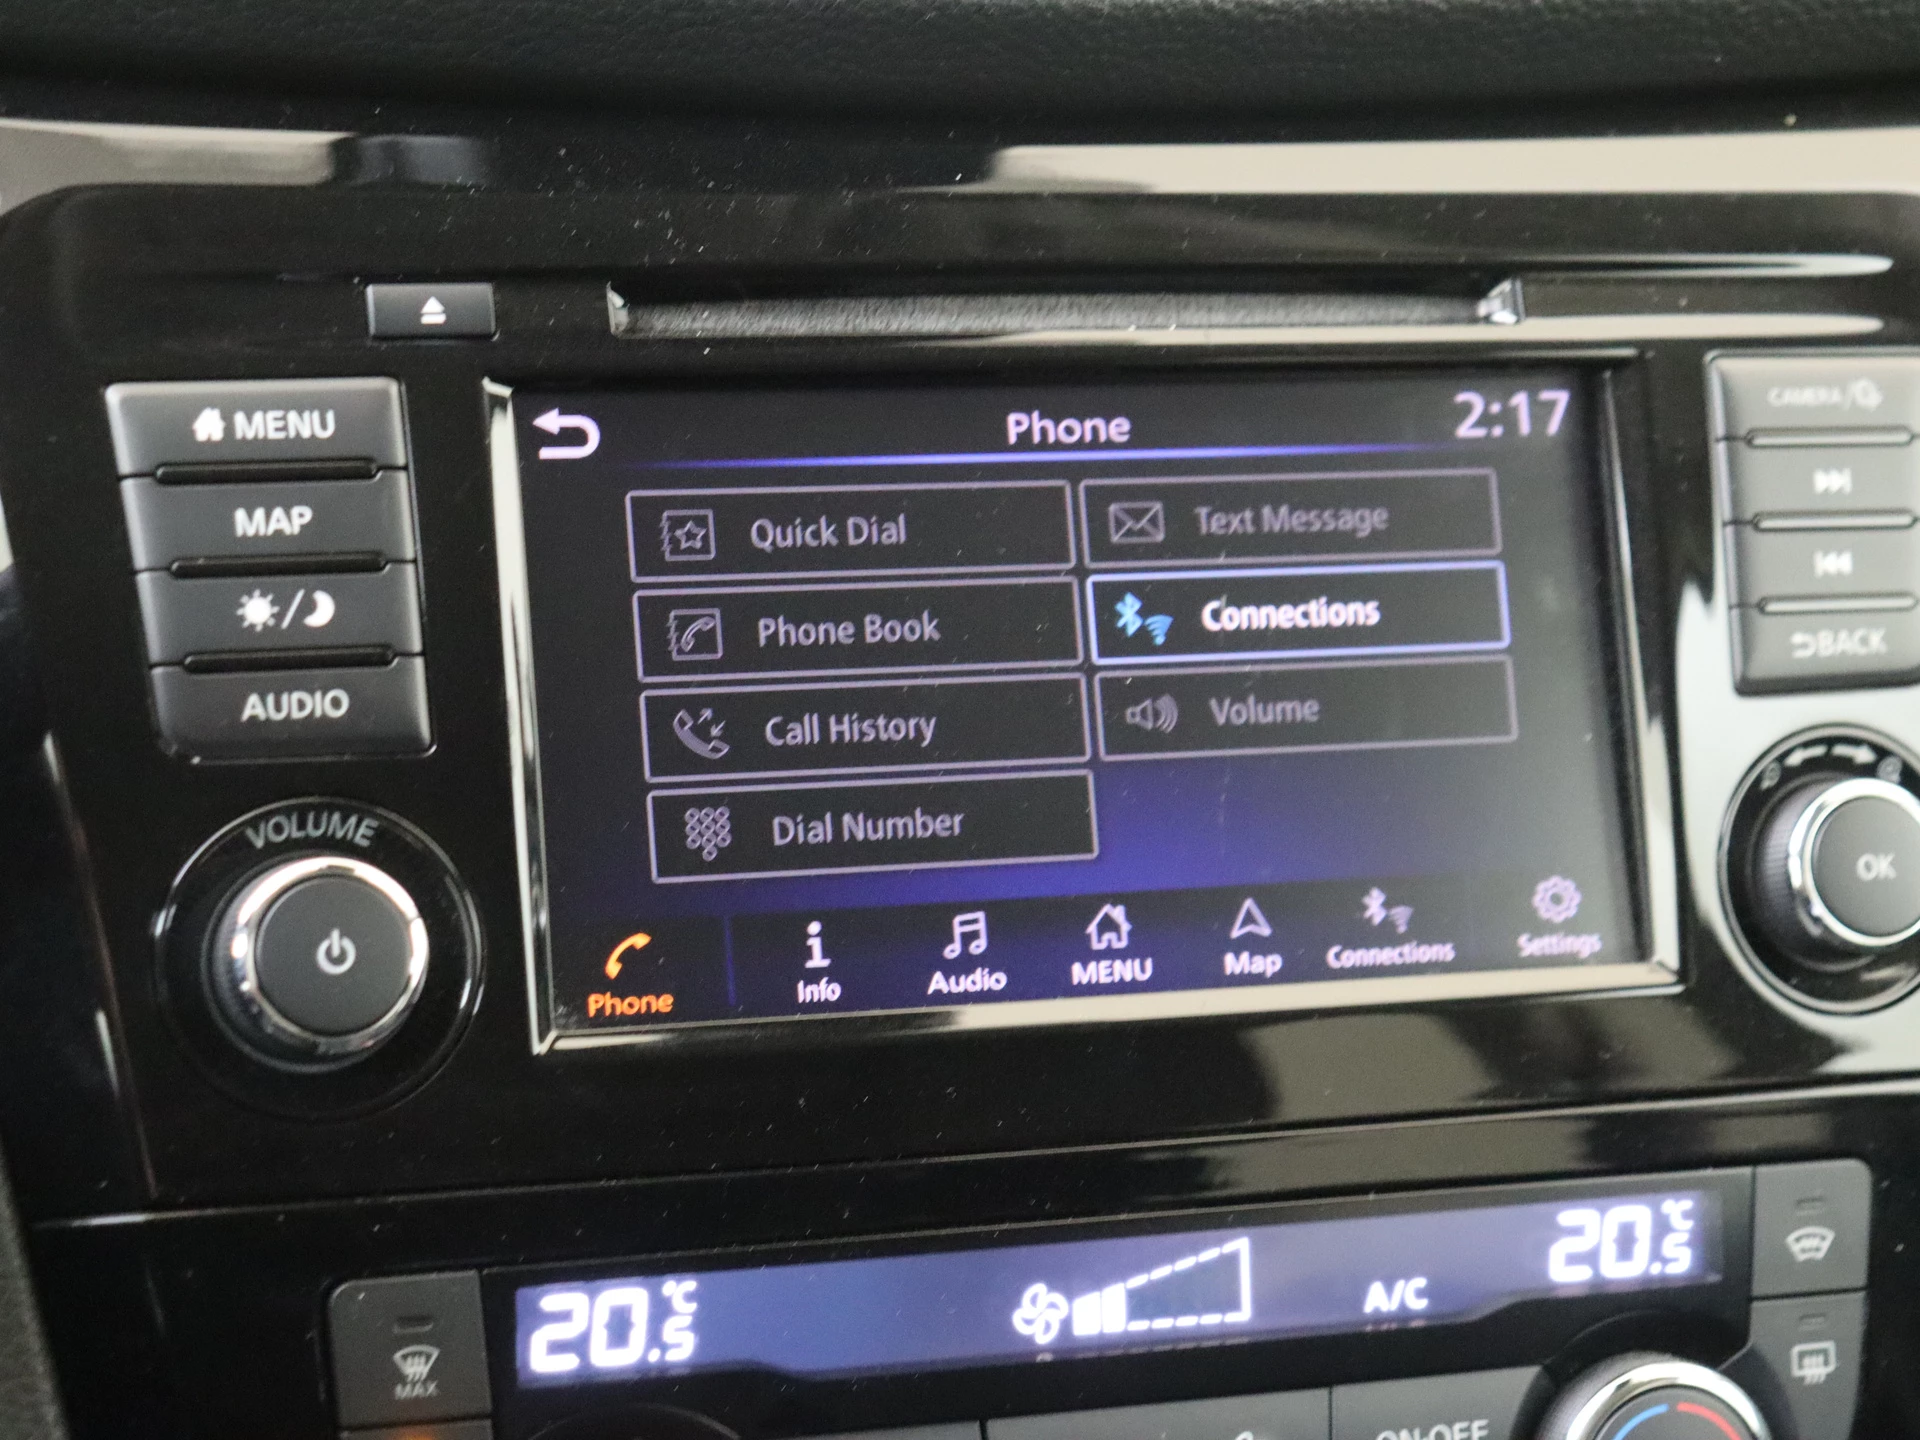 MENU
MAP
AUDIO
VOLUME
Phone
2:17
Quick Dial
Text Message
Phone Book
Connections
Call History
Volume
Dial Number
Phone
Info
Audio
MENU
Map
Connections
Settings
CAMERA/
BACK
OK
20.5°C
A/C
20.5°C
MAX
ON-OFF